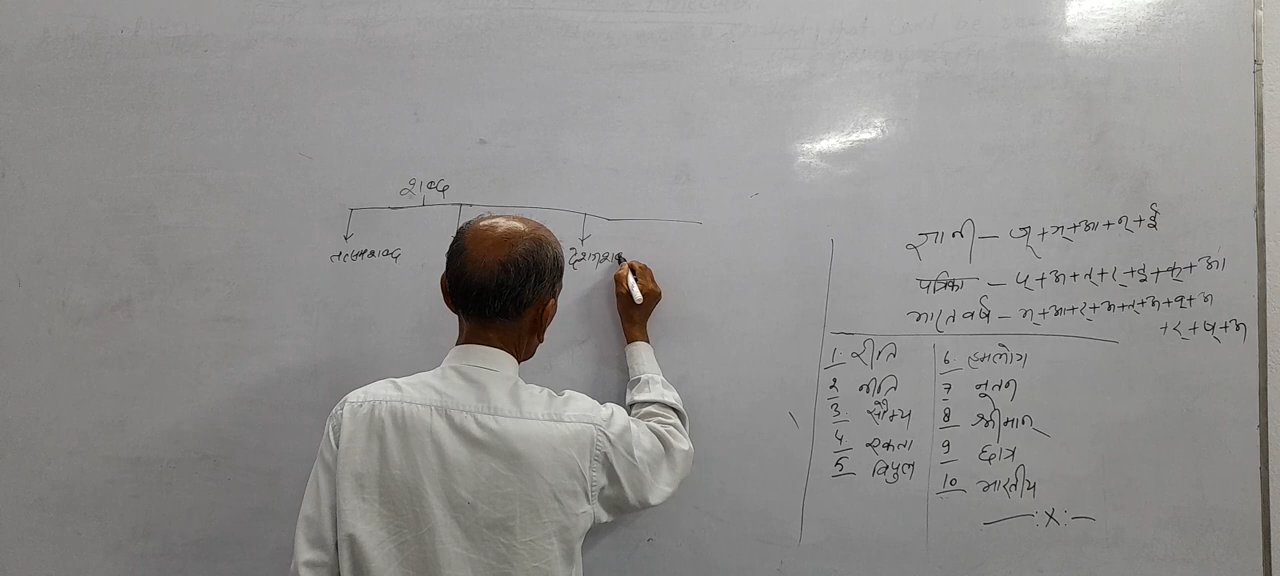 शब्द
तत्सम शब्द
देशज शब
ज्ञानी – ज्+ञ्+आ+न्+ई
पत्रिका – प्+अ+त्+र्+इ+क्+आ
भारतवर्ष – भ्+आ+र्+अ+त्+अ+व्+अ
+र्+ष्+अ
1. रीति
2 नीति
3. सौम्य
4. एकता
5 विपुल
6. हमलोग
7 नूतन
8 श्रीमान्
9 छात्र
10 भारतीय
—:x:—